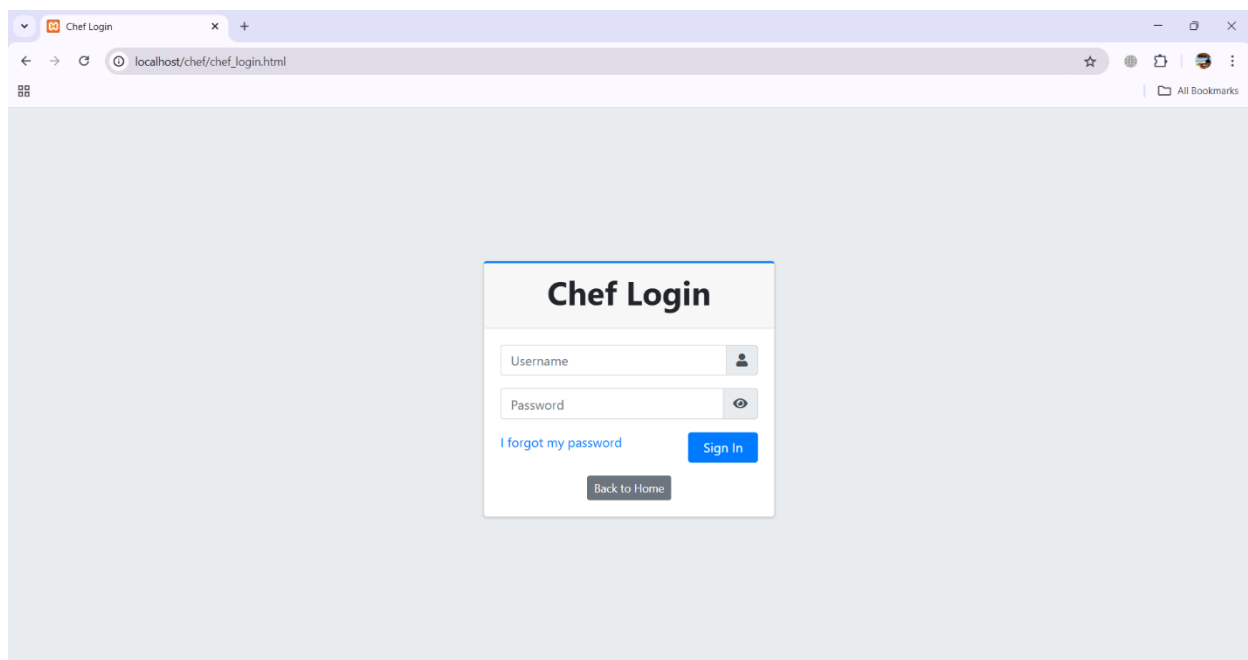 Chef Login
localhost/chef/chef_login.html
All Bookmarks
Chef Login
Username
Password
I forgot my password
Sign In
Back to Home